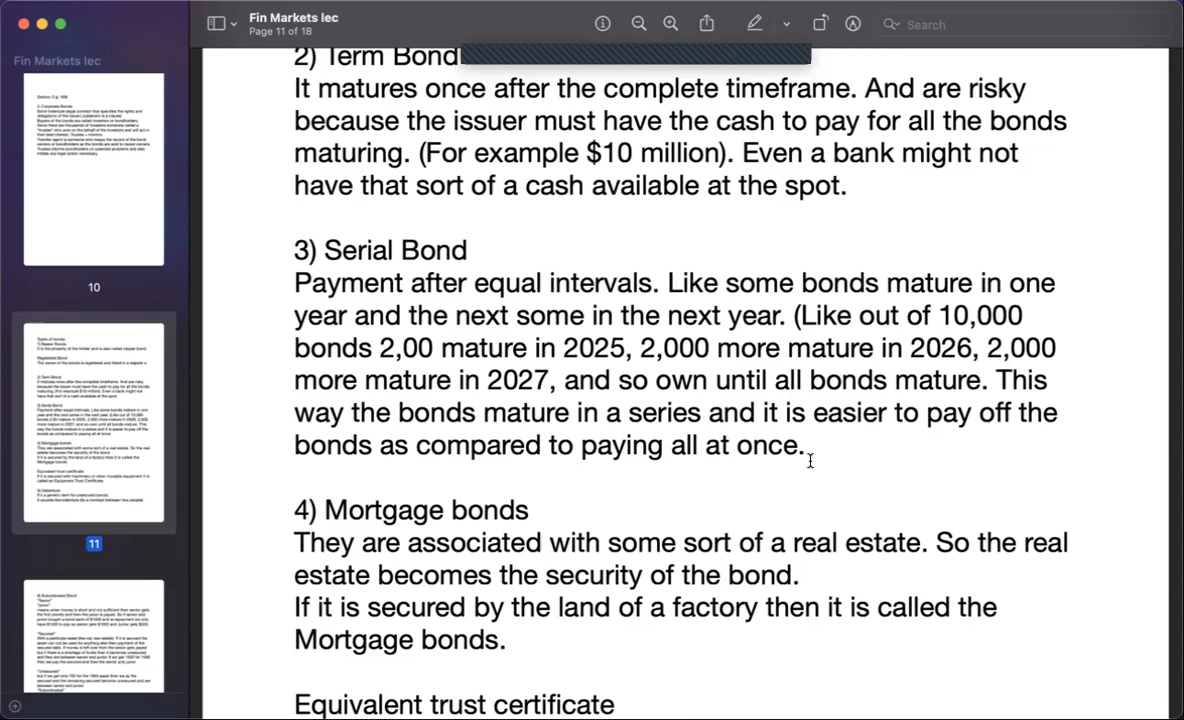 Fin Markets lec
Page 11 of 18
Search
Fin Markets lec
10
11
2) Term Bond
It matures once after the complete timeframe. And are risky
because the issuer must have the cash to pay for all the bonds
maturing. (For example $10 million). Even a bank might not
have that sort of a cash available at the spot.
3) Serial Bond
Payment after equal intervals. Like some bonds mature in one
year and the next some in the next year. (Like out of 10,000
bonds 2,00 mature in 2025, 2,000 more mature in 2026, 2,000
more mature in 2027, and so own until all bonds mature. This
way the bonds mature in a series and it is easier to pay off the
bonds as compared to paying all at once.
4) Mortgage bonds
They are associated with some sort of a real estate. So the real
estate becomes the security of the bond.
If it is secured by the land of a factory then it is called the
Mortgage bonds.
Equivalent trust certificate